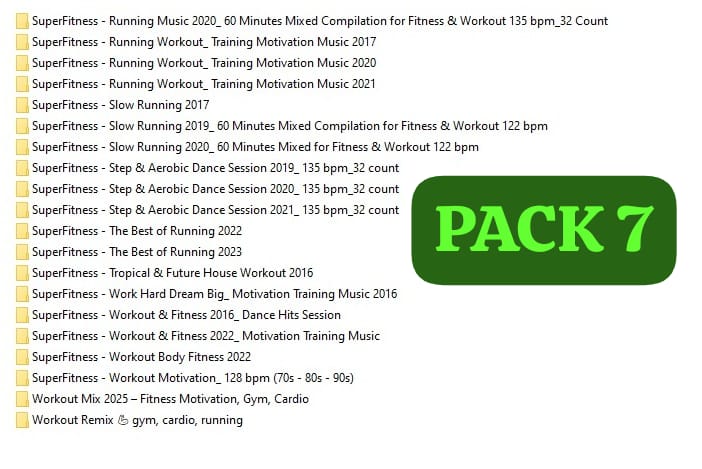 SuperFitness - Running Music 2020_ 60 Minutes Mixed Compilation for Fitness & Workout 135 bpm_32 Count
SuperFitness - Running Workout_ Training Motivation Music 2017
SuperFitness - Running Workout_ Training Motivation Music 2020
SuperFitness - Running Workout_ Training Motivation Music 2021
SuperFitness - Slow Running 2017
SuperFitness - Slow Running 2019_ 60 Minutes Mixed Compilation for Fitness & Workout 122 bpm
SuperFitness - Slow Running 2020_ 60 Minutes Mixed for Fitness & Workout 122 bpm
SuperFitness - Step & Aerobic Dance Session 2019_ 135 bpm_32 count
SuperFitness - Step & Aerobic Dance Session 2020_ 135 bpm_32 count
SuperFitness - Step & Aerobic Dance Session 2021_ 135 bpm_32 count
SuperFitness - The Best of Running 2022
SuperFitness - The Best of Running 2023
SuperFitness - Tropical & Future House Workout 2016
SuperFitness - Work Hard Dream Big_ Motivation Training Music 2016
SuperFitness - Workout & Fitness 2016_ Dance Hits Session
SuperFitness - Workout & Fitness 2022_ Motivation Training Music
SuperFitness - Workout Body Fitness 2022
SuperFitness - Workout Motivation_ 128 bpm (70s - 80s - 90s)
Workout Mix 2025 – Fitness Motivation, Gym, Cardio
Workout Remix 💪 gym, cardio, running
PACK 7